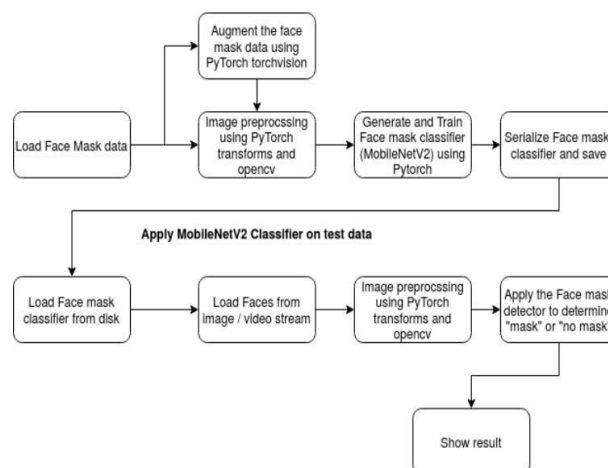 Augment the face
mask data using
PyTorch torchvision
Load Face Mask data
Image preprocssing
using PyTorch
transforms and
opencv
Generate and Train
Face mask classifier
(MobileNetV2) using
Pytorch
Serialize Face mask
classifier and save
Apply MobileNetV2 Classifier on test data
Load Face mask
classifier from disk
Load Faces from
image / video stream
Image preprocssing
using PyTorch
transforms and
opencv
Apply the Face mask
detector to determine
"mask" or "no mask"
Show result